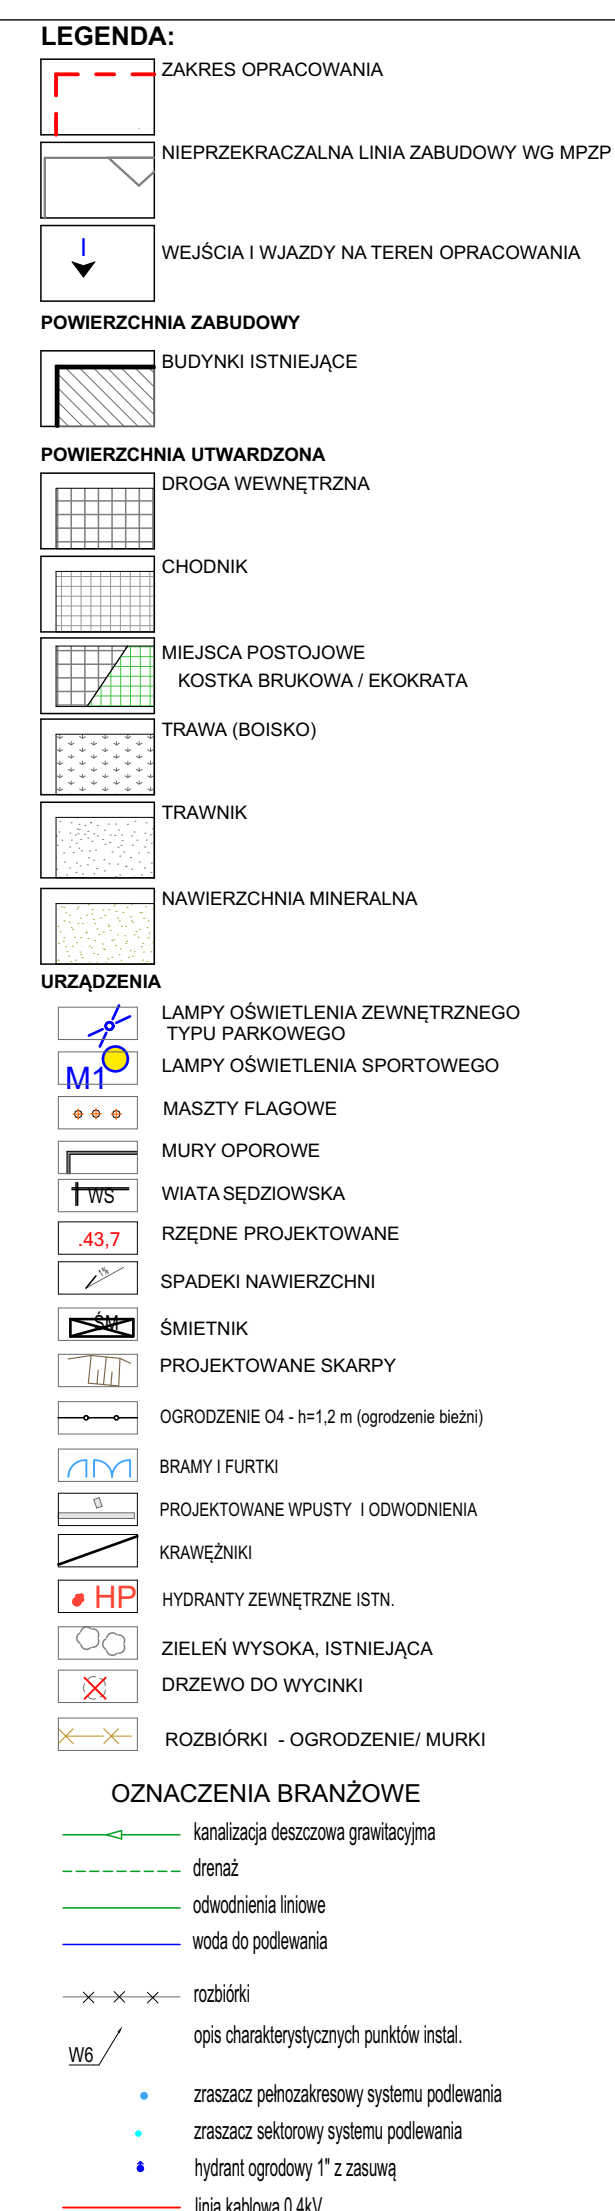 LEGENDA:
ZAKRES OPRACOWANIA
NIEPRZEKRACZALNA LINIA ZABUDOWY WG MPZP
WEJŚCIA I WJAZDY NA TEREN OPRACOWANIA
POWIERZCHNIA ZABUDOWY
BUDYNKI ISTNIEJĄCE
POWIERZCHNIA UTWARDZONA
DROGA WEWNĘTRZNA
CHODNIK
MIEJSCA POSTOJOWE
KOSTKA BRUKOWA / EKOKRATA
TRAWA (BOISKO)
TRAWNIK
NAWIERZCHNIA MINERALNA
URZĄDZENIA
LAMPY OŚWIETLENIA ZEWNĘTRZNEGO
TYPU PARKOWEGO
M1 LAMPY OŚWIETLENIA SPORTOWEGO
MASZTY FLAGOWE
MURY OPOROWE
WS WIATA SĘDZIOWSKA
.43,7 RZĘDNE PROJEKTOWANE
1% SPADEKI NAWIERZCHNI
ŚM ŚMIETNIK
PROJEKTOWANE SKARPY
OGRODZENIE O4 - h=1,2 m (ogrodzenie bieżni)
BRAMY I FURTKI
PROJEKTOWANE WPUSTY I ODWODNIENIA
KRAWĘŻNIKI
HP HYDRANTY ZEWNĘTRZNE ISTN.
ZIELEŃ WYSOKA, ISTNIEJĄCA
DRZEWO DO WYCINKI
ROZBIÓRKI - OGRODZENIE/ MURKI
OZNACZENIA BRANŻOWE
kanalizacja deszczowa grawitacyjma
drenaż
odwodnienia liniowe
woda do podlewania
rozbiórki
opis charakterystycznych punktów instal.
W6
zraszacz pełnozakresowy systemu podlewania
zraszacz sektorowy systemu podlewania
hydrant ogrodowy 1" z zasuwą
linia kablowa 0,4kV